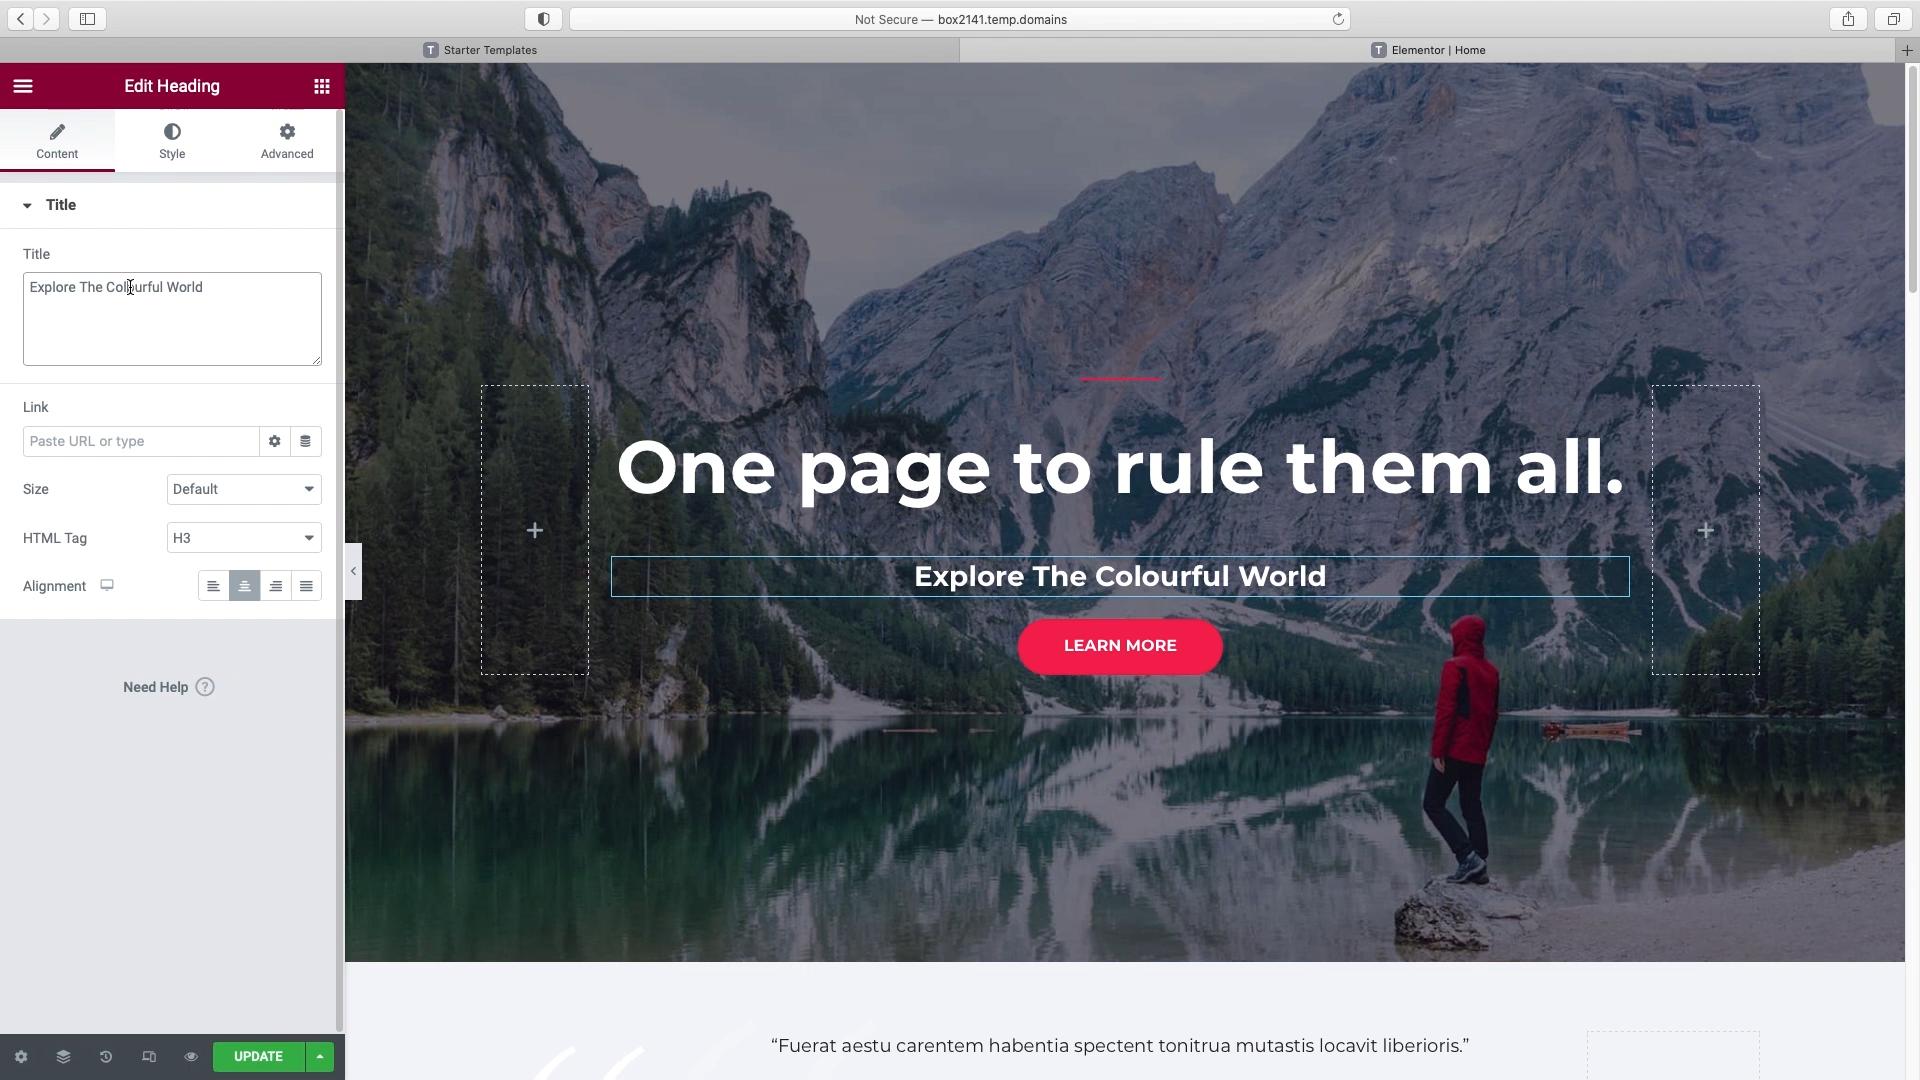 Not Secure — box2141.temp.domains
T Starter Templates
T Elementor | Home
Edit Heading
Content
Style
Advanced
Title
Title
Explore The Colourful World
Link
Paste URL or type
Size
Default
HTML Tag
H3
Alignment
Need Help ?
UPDATE
One page to rule them all.
Explore The Colourful World
LEARN MORE
“Fuerat aestu carentem habentia spectent tonitrua mutastis locavit liberioris.”